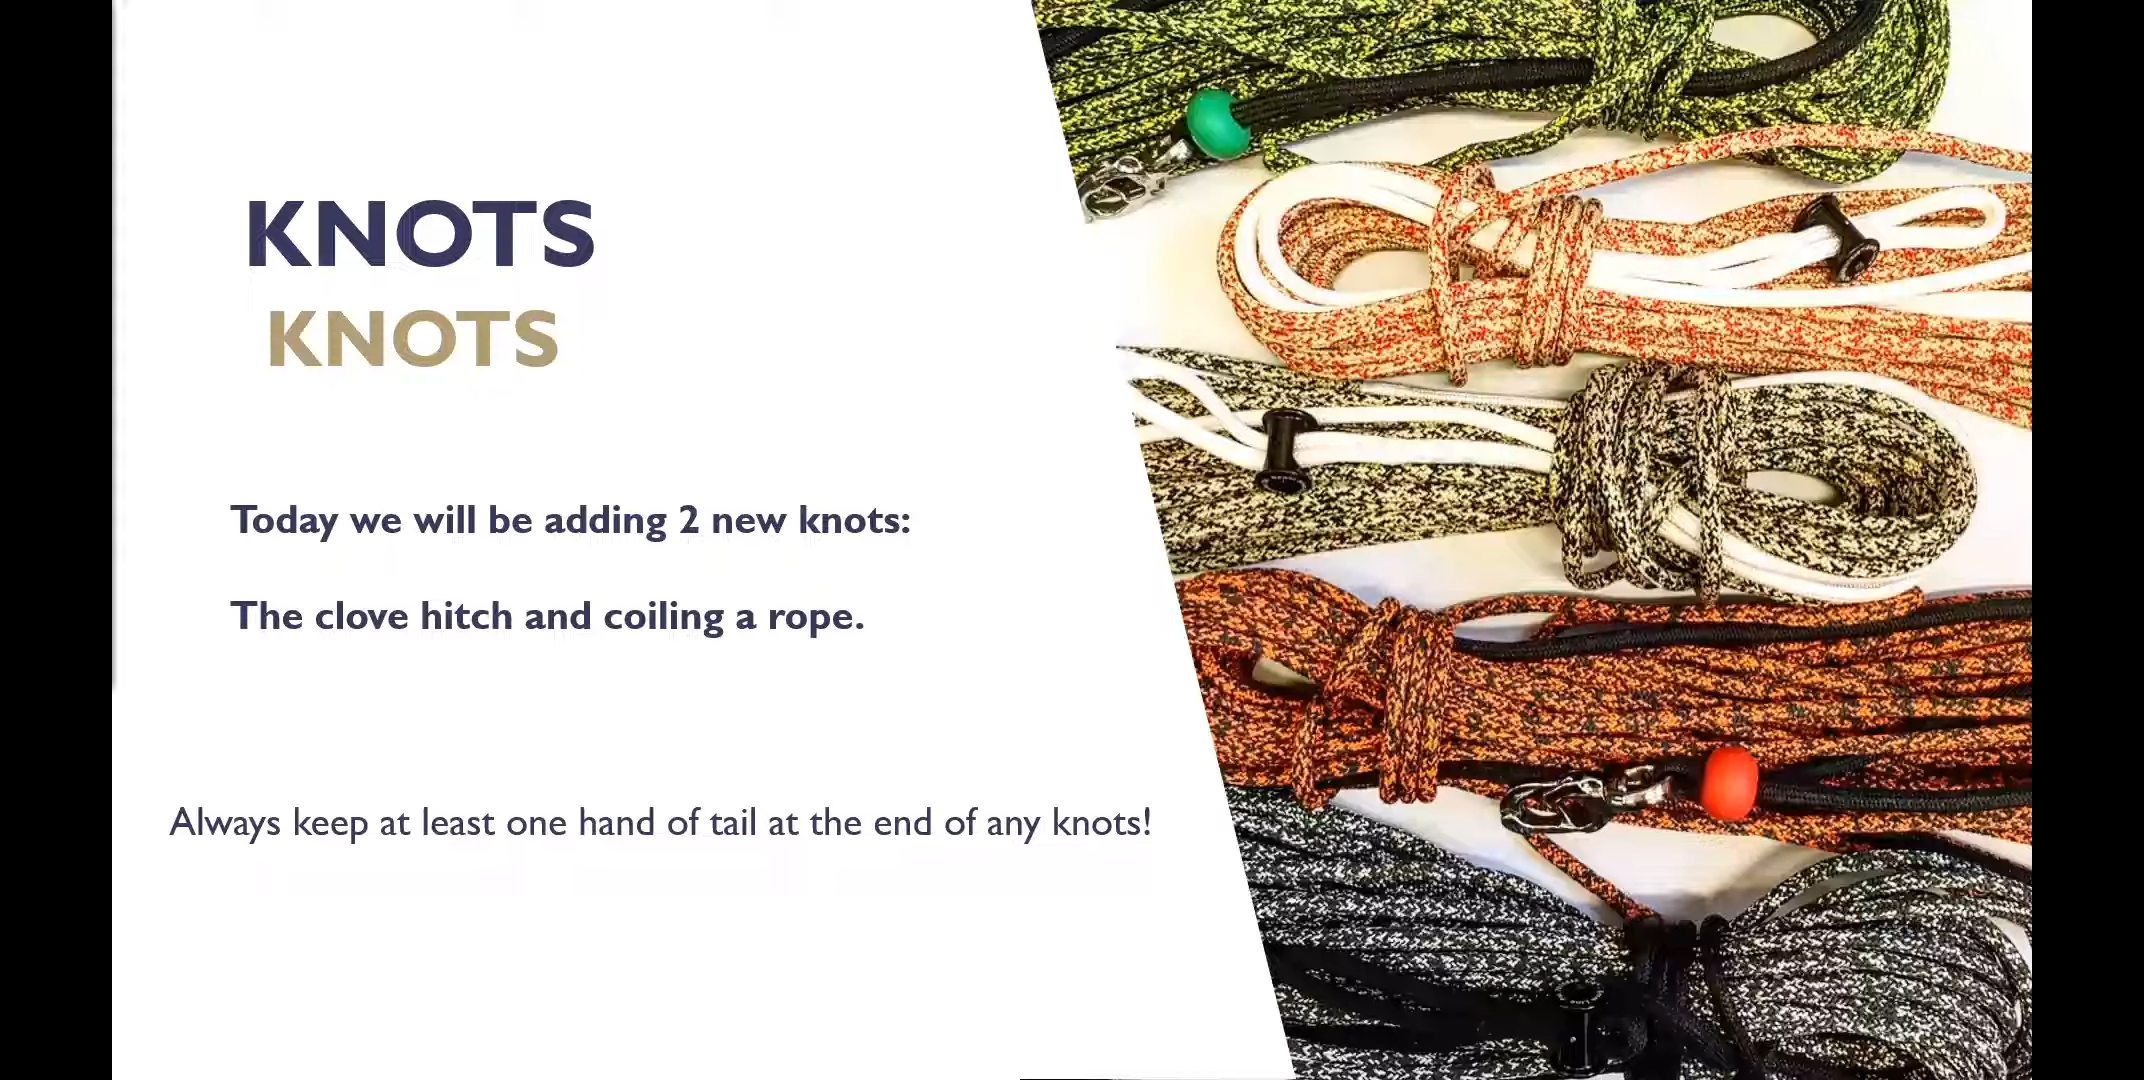 KNOTS
KNOTS
Today we will be adding 2 new knots:
The clove hitch and coiling a rope.
Always keep at least one hand of tail at the end of any knots!